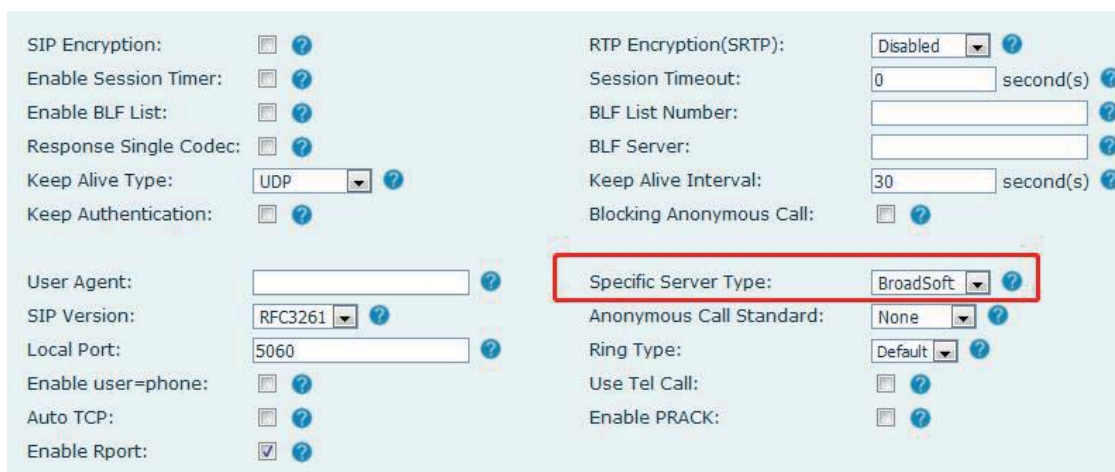 SIP Encryption: RTP Encryption(SRTP): Disabled
Enable Session Timer: Session Timeout: 0 second(s)
Enable BLF List: BLF List Number:
Response Single Codec: BLF Server:
Keep Alive Type: UDP Keep Alive Interval: 30 second(s)
Keep Authentication: Blocking Anonymous Call:
User Agent: Specific Server Type: BroadSoft
SIP Version: RFC3261 Anonymous Call Standard: None
Local Port: 5060 Ring Type: Default
Enable user=phone: Use Tel Call:
Auto TCP: Enable PRACK:
Enable Rport: